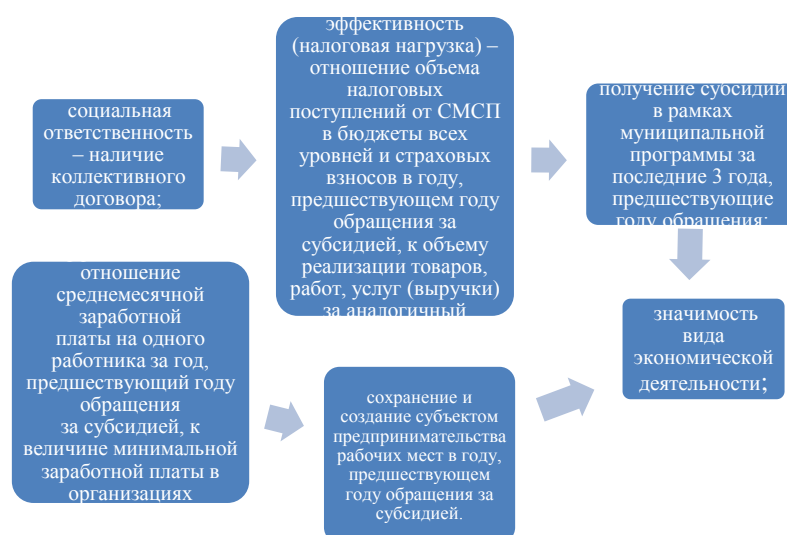 социальная
ответственность
– наличие
коллективного
договора;
эффективность
(налоговая нагрузка) –
отношение объема
налоговых
поступлений от СМСП
в бюджеты всех
уровней и страховых
взносов в году,
предшествующем году
обращения за
субсидией, к объему
реализации товаров,
работ, услуг (выручки)
за аналогичный
получение субсидии
в рамках
муниципальной
программы за
последние 3 года,
предшествующие
году обращения;
отношение
среднемесячной
заработной
платы на одного
работника за год,
предшествующий году
обращения
за субсидией, к
величине минимальной
заработной платы в
организациях
сохранение и
создание субъектом
предпринимательства
рабочих мест в году,
предшествующем
году обращения за
субсидией.
значимость
вида
экономической
деятельности;